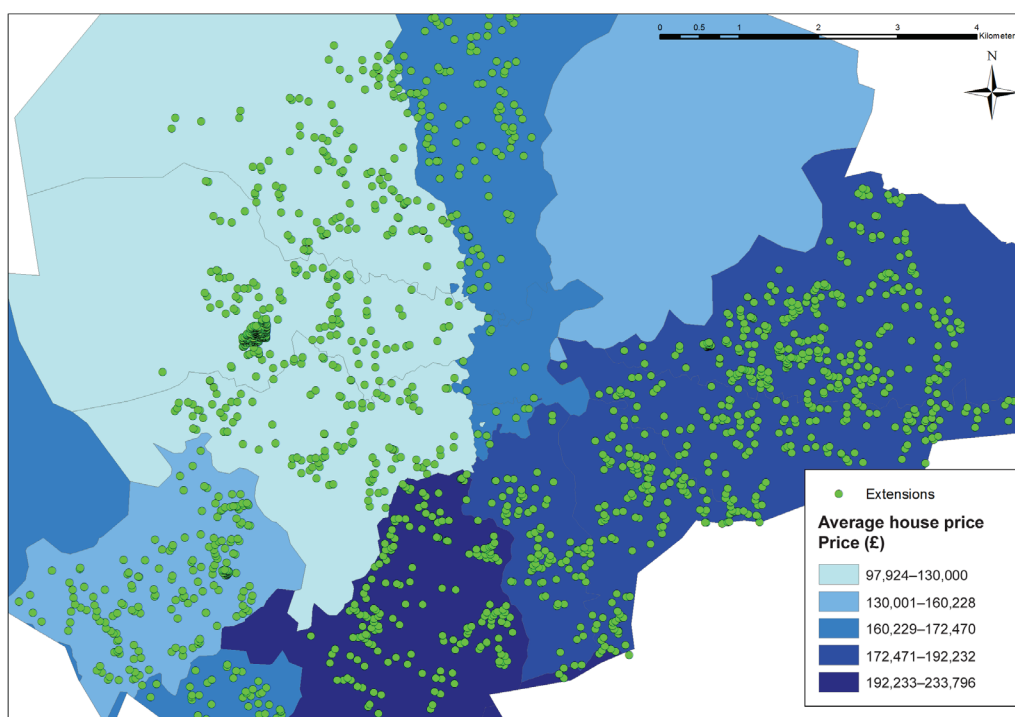 0 0.5 1 2 3 4
Kilometer
N
Extensions
Average house price
Price (£)
97,924–130,000
130,001–160,228
160,229–172,470
172,471–192,232
192,233–233,796